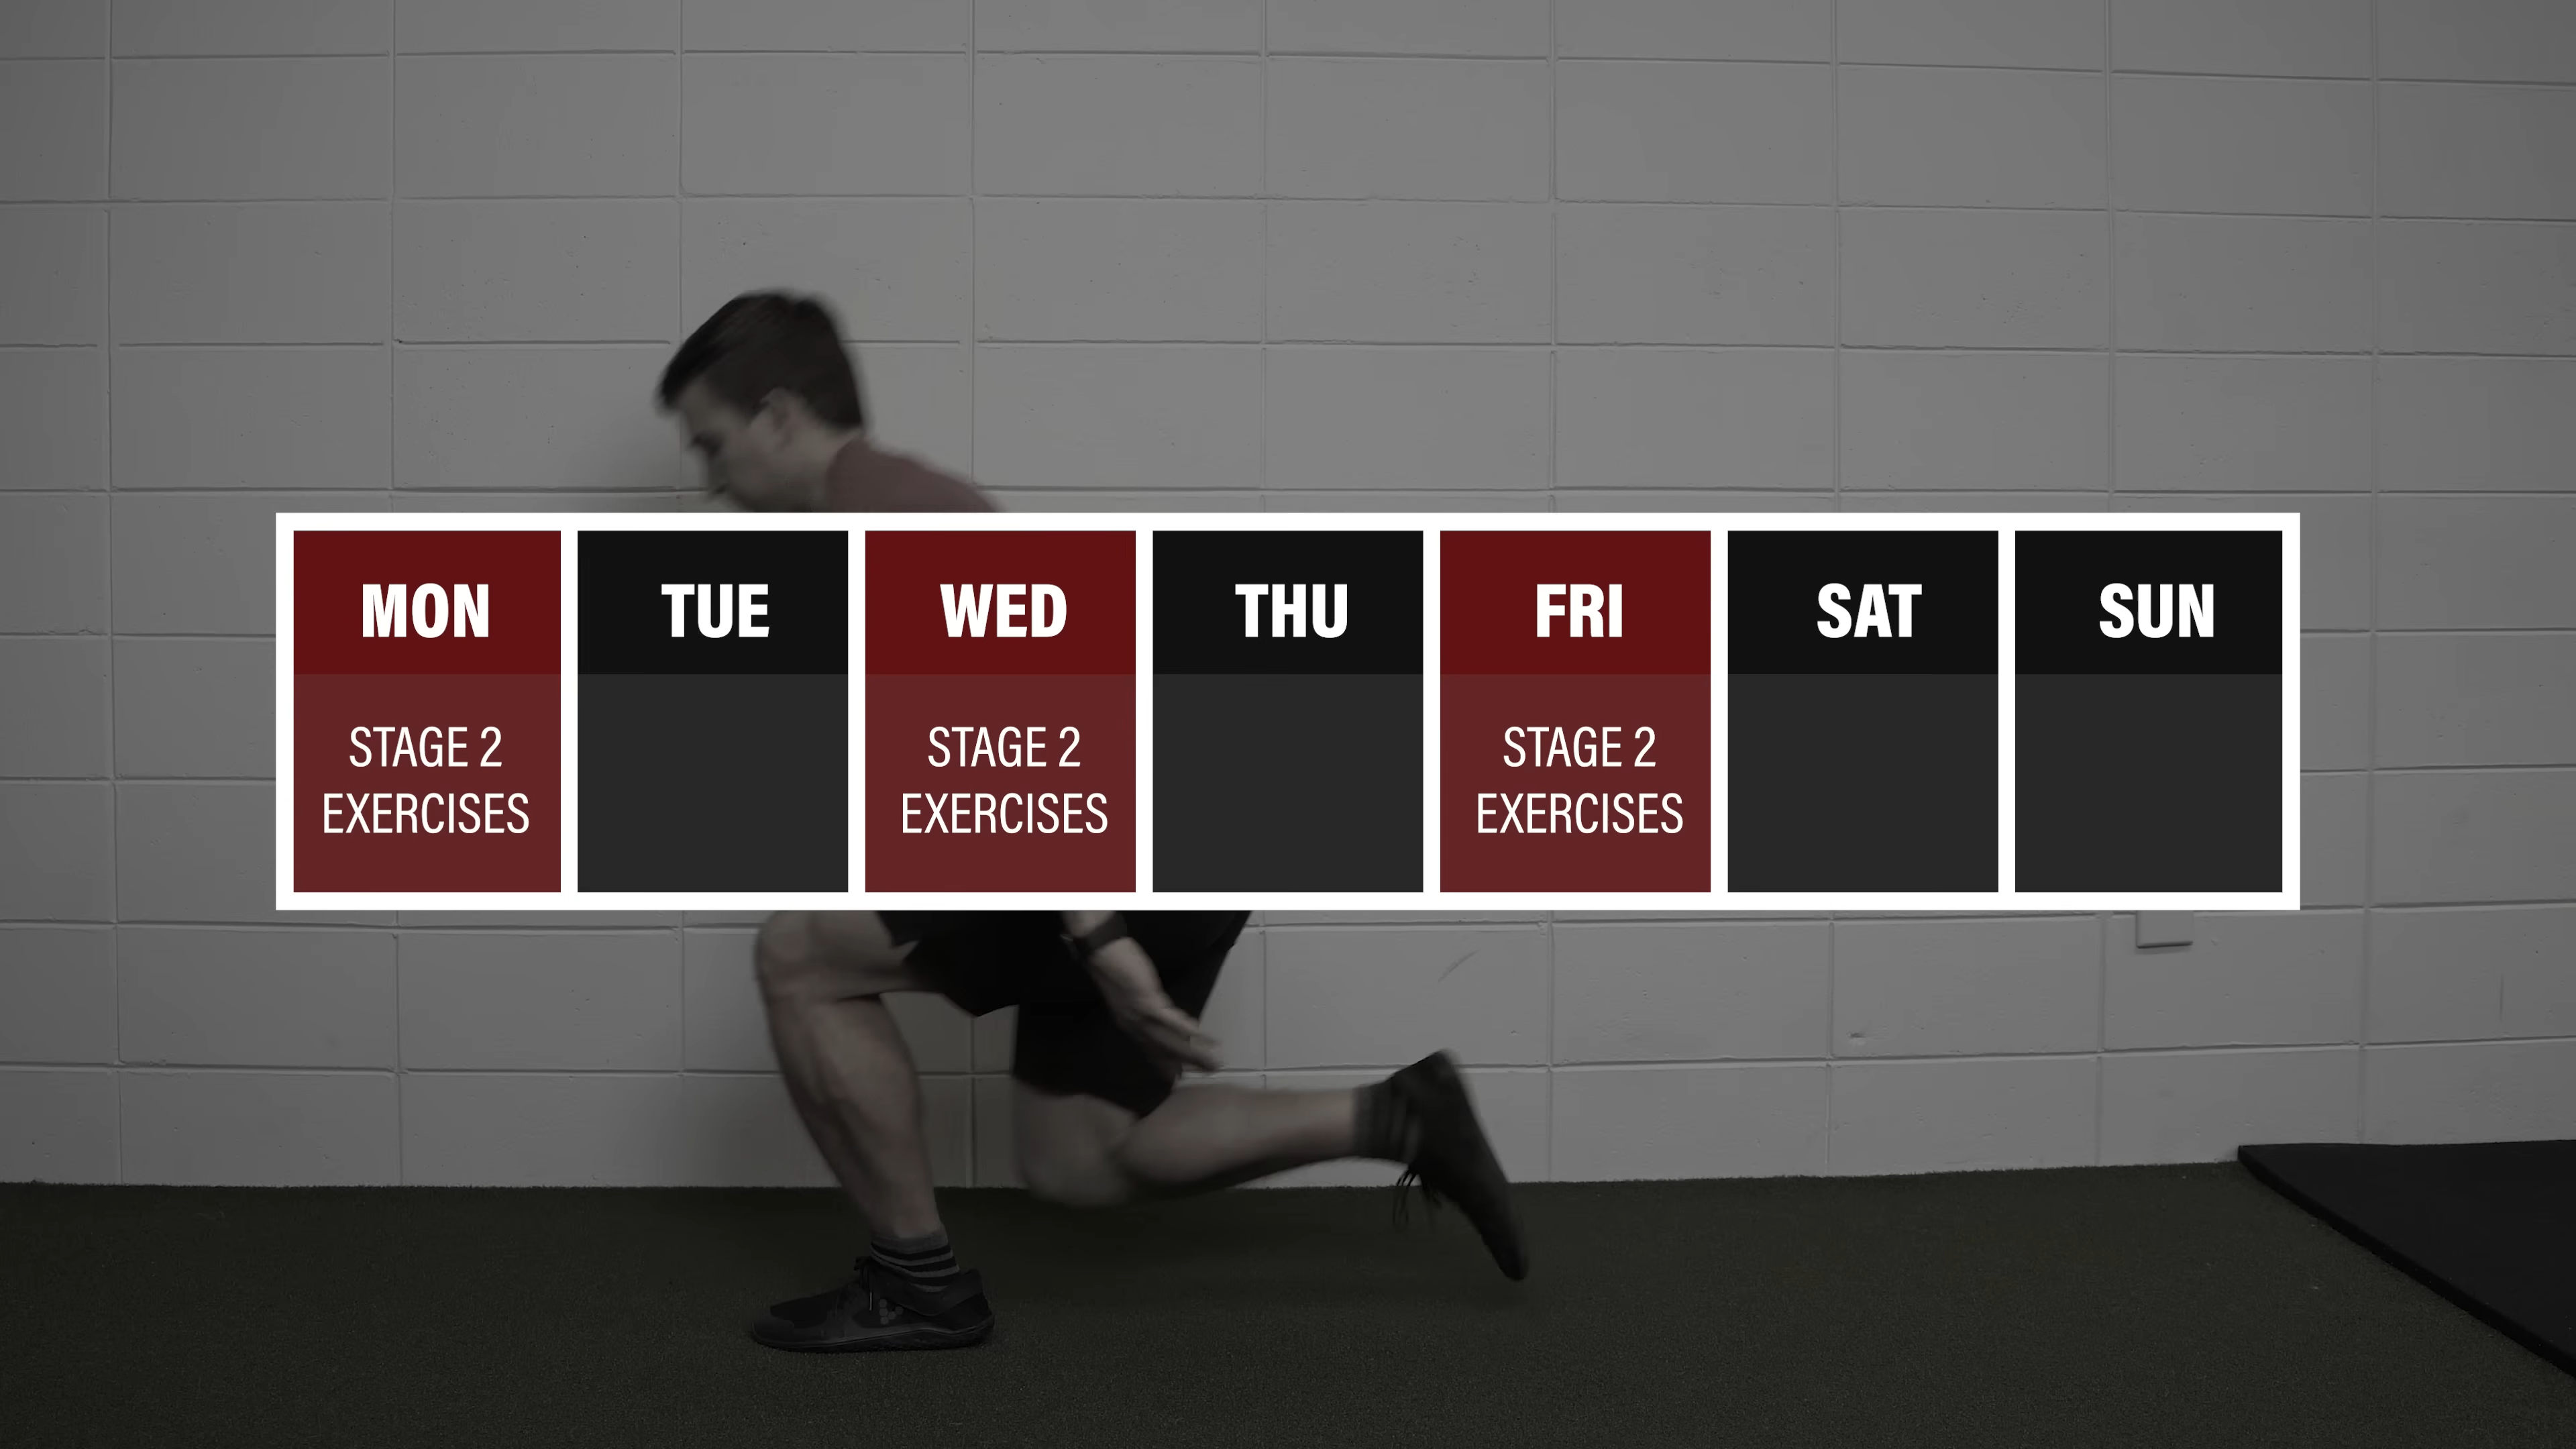 MON TUE WED THU FRI SAT SUN
STAGE 2 STAGE 2 STAGE 2
EXERCISES EXERCISES EXERCISES